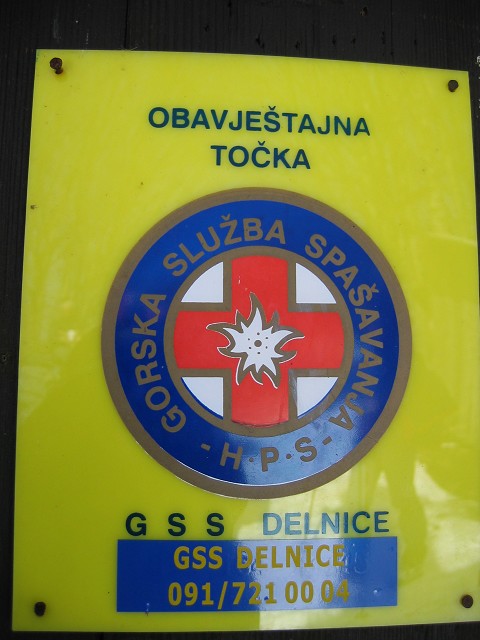 OBAVJEŠTAJNA
TOČKA
GORSKA SLUŽBA SPAŠAVANJA
- H·P·S -
G S S DELNICE
GSS DELNICE
091/721 00 04